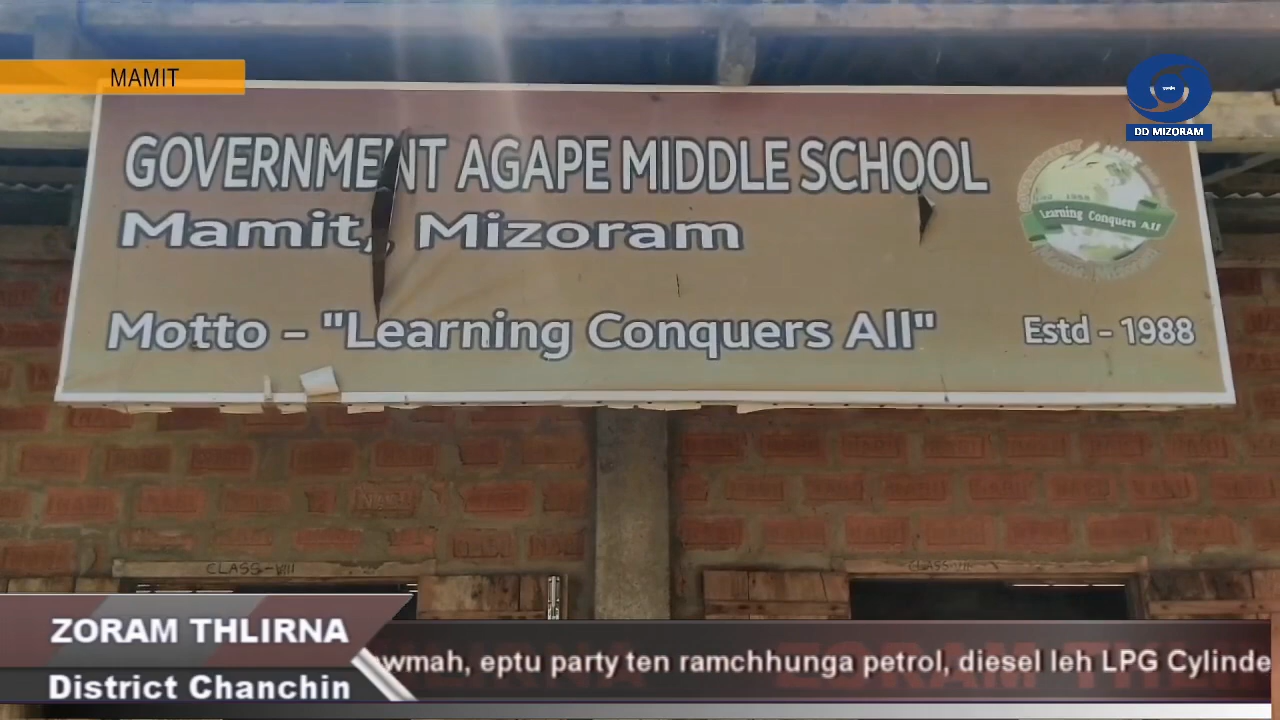 MAMIT
DD MIZORAM
GOVERNMENT AGAPE MIDDLE SCHOOL
Mamit, Mizoram
Motto - "Learning Conquers All"
Estd - 1988
Learning Conquers All
CLASS-VIII
ZORAM THLIRNA
District Chanchin
wmah, eptu party ten ramchhunga petrol, diesel leh LPG Cylinde